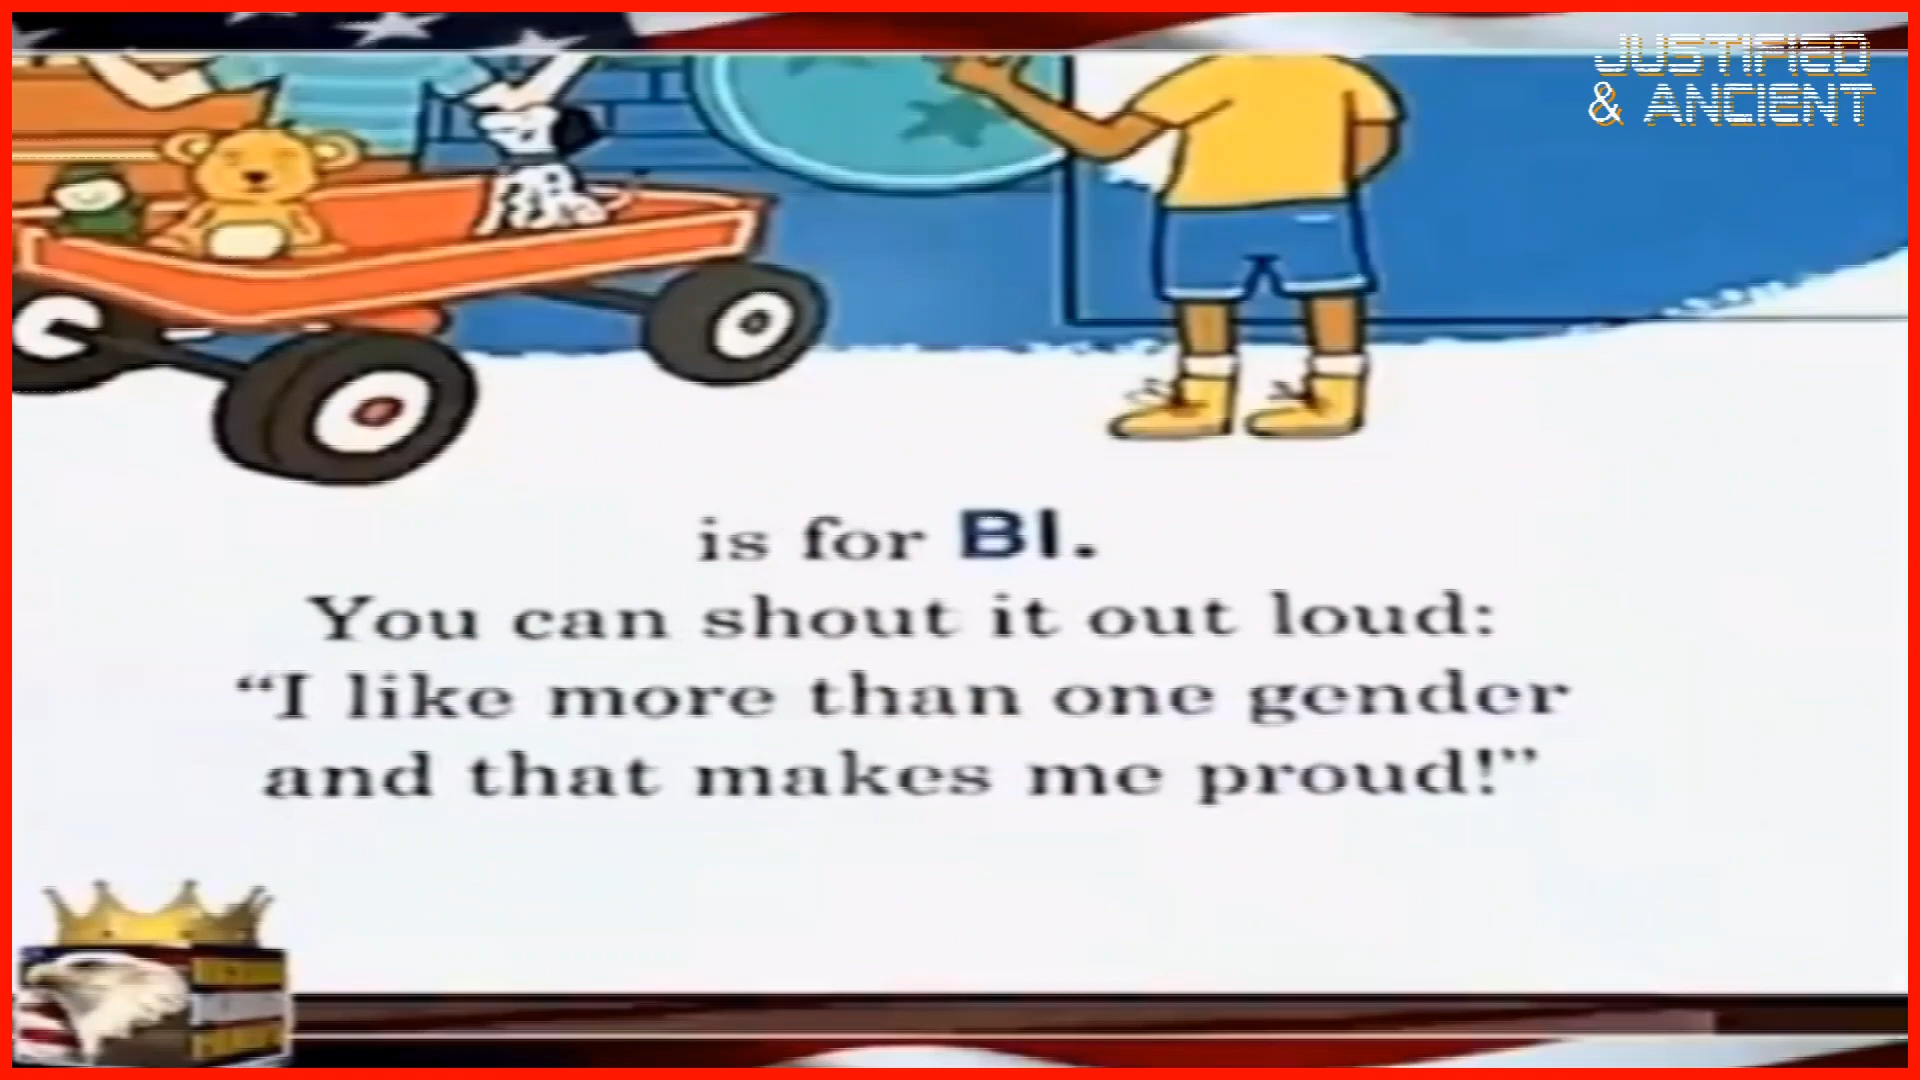 JUSTIFIED
& ANCIENT
is for BI.
You can shout it out loud:
“I like more than one gender
and that makes me proud!”